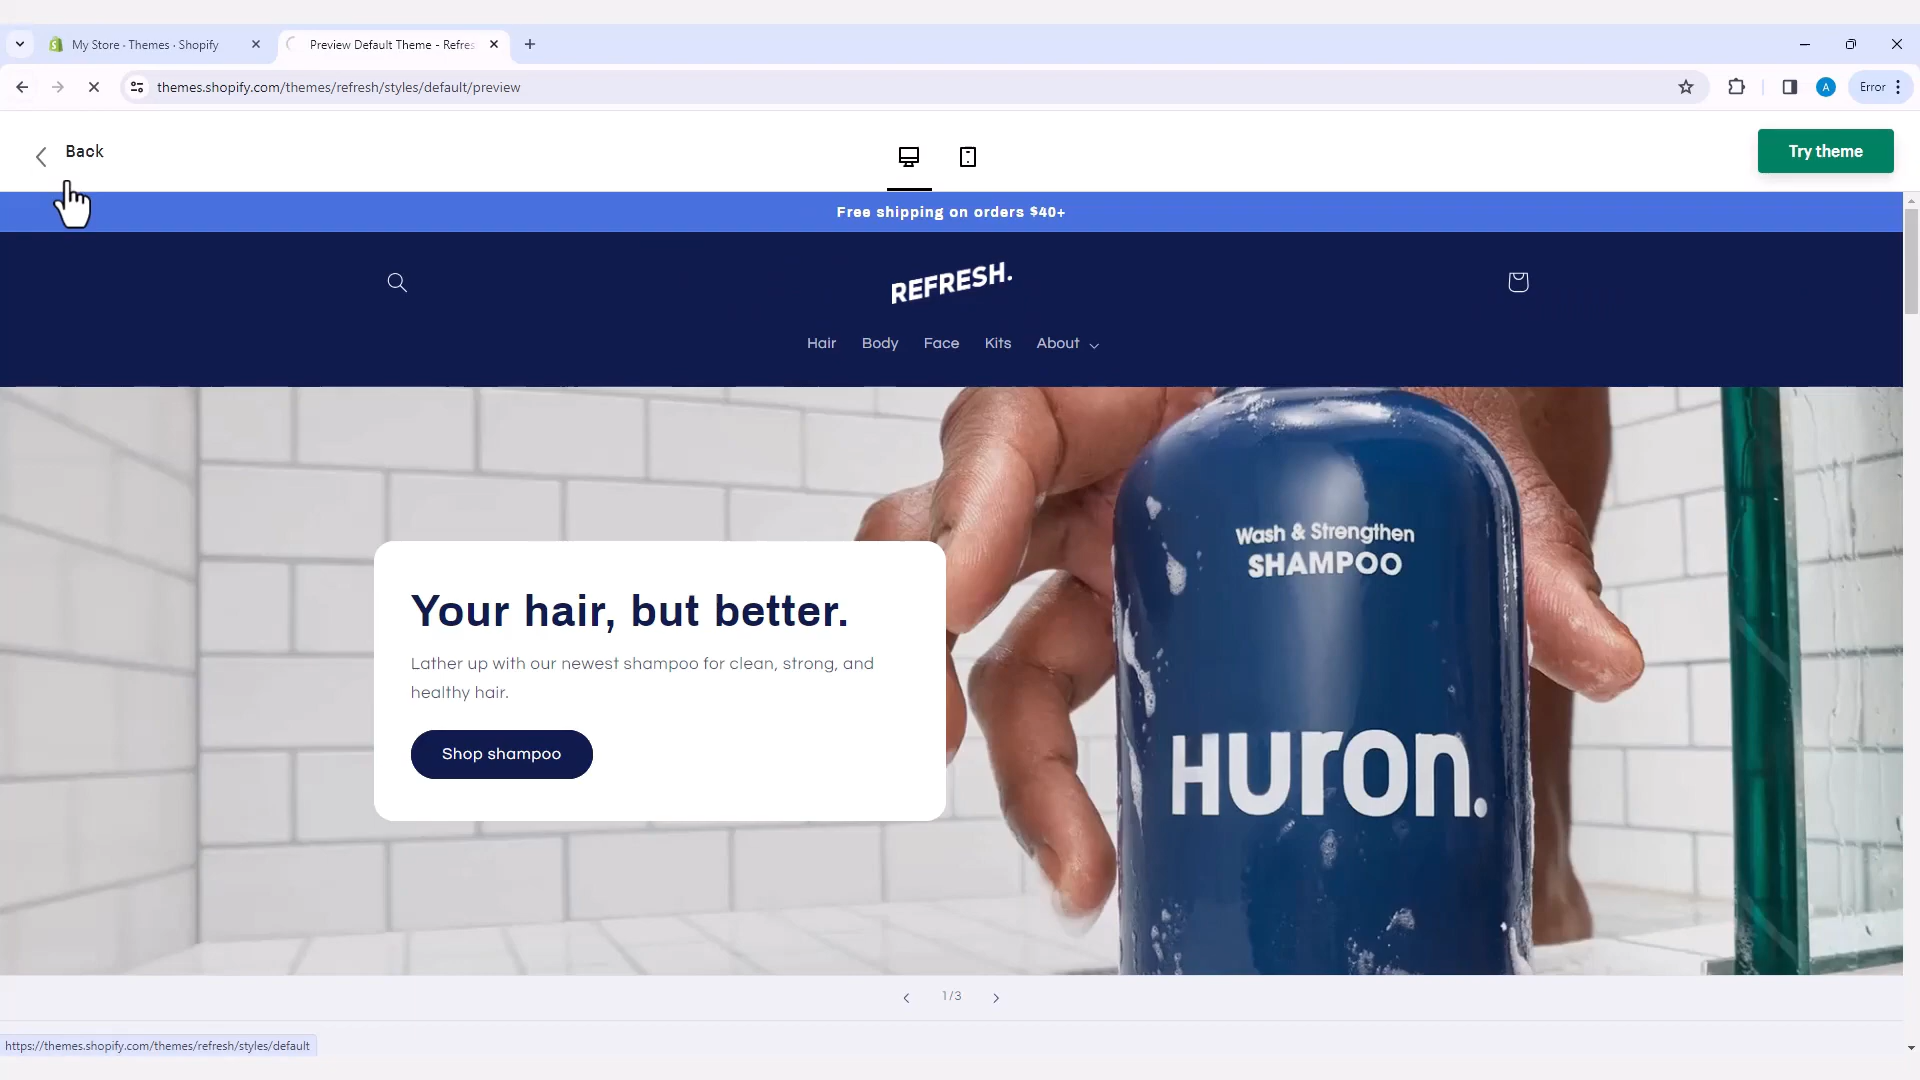 My Store · Themes · Shopify
Preview Default Theme - Refres
themes.shopify.com/themes/refresh/styles/default/preview
A
Error
Back
Try theme
Free shipping on orders $40+
REFRESH.
Hair
Body
Face
Kits
About
Wash & Strengthen
SHAMPOO
Your hair, but better.
Lather up with our newest shampoo for clean, strong, and
healthy hair.
Shop shampoo
HUron.
1/3
https://themes.shopify.com/themes/refresh/styles/default